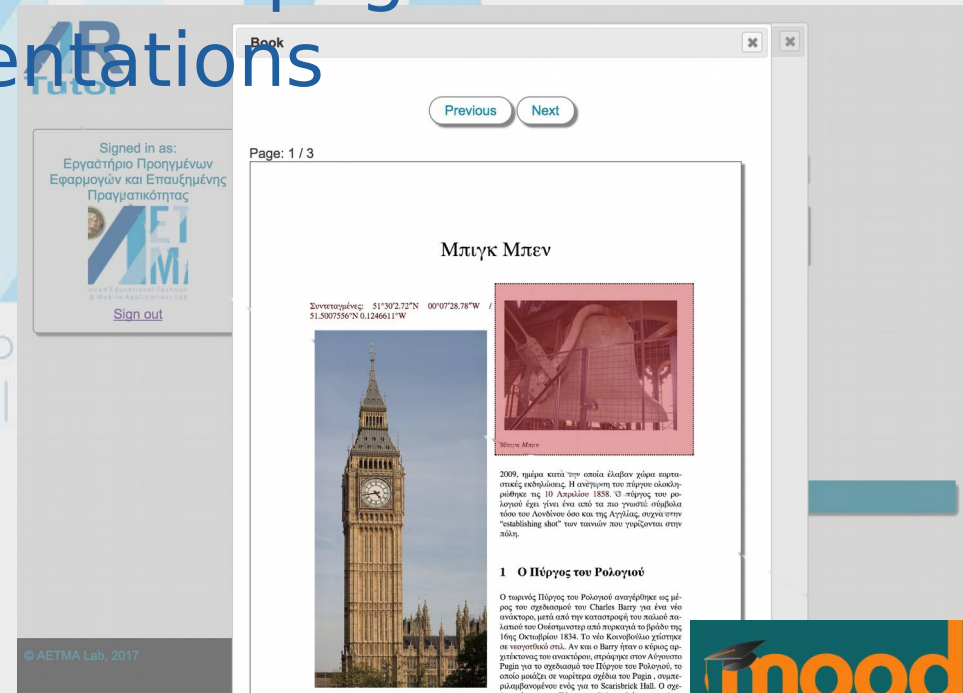 entations
AR
Tutor
Book
Previous
Next
Page: 1 / 3
Signed in as:
Εργαστήριο Προηγμένων
Εφαρμογών και Επαυξημένης
Πραγματικότητας
AETMA
& Mobile Applications Lab
Sign out
Μπιγκ Μπεν
Συντεταγμένες: 51°30′2.72″N 00°07′28.78″W /
51.5007556°N 0.1246611°W
Μπιγκ Μπεν
2009, ημέρα κατά την οποία έλαβαν χώρα εορτα-
στικές εκδηλώσεις. Η ανέγερση του πύργου ολοκλη-
ρώθηκε τις 10 Απριλίου 1858. Ο πύργος του ρο-
λογιού έχει γίνει ένα από τα πιο γνωστά σύμβολα
τόσο του Λονδίνου όσο και της Αγγλίας, συχνά στην
"establishing shot" των ταινιών που γυρίζονται στην
πόλη.
1 Ο Πύργος του Ρολογιού
Ο τωρινός Πύργος του Ρολογιού αναγέρθηκε ως μέ-
ρος του σχεδιασμού του Charles Barry για ένα νέο
ανάκτορο, μετά από την καταστροφή του παλιού πα-
λατιού του Ουέστμινστερ από πυρκαγιά το βράδυ της
16ης Οκτωβρίου 1834. Το νέο Κοινοβούλιο χτίστηκε
σε νεογοτθικό στιλ. Αν και ο Barry ήταν ο κύριος αρ-
χιτέκτονας του ανακτόρου, στράφηκε στον Αύγουστο
Pugin για το σχεδιασμό του Πύργου του Ρολογιού, το
οποίο μοιάζει σε νωρίτερα σχέδια του Pugin , συμπε-
ριλαμβανομένου ενός για το Scarisbrick Hall. Ο σχε-
© AETMA Lab, 2017
mood